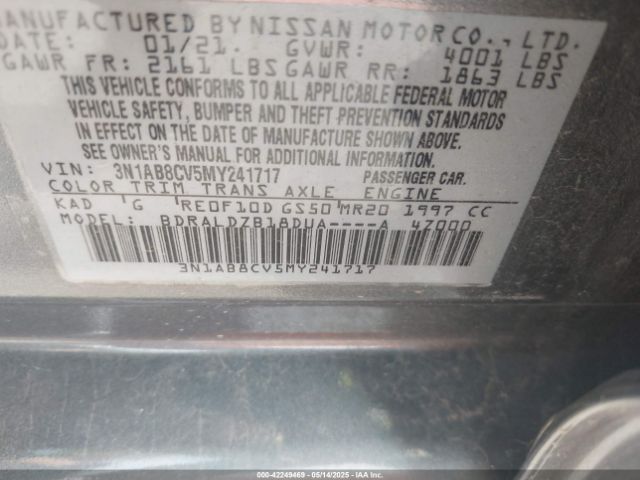 MANUFACTURED BY NISSAN MOTOR CO., LTD.
DATE: 01/21. GVWR: 4001 LBS
GAWR FR: 2161 LBS GAWR RR: 1863 LBS
THIS VEHICLE CONFORMS TO ALL APPLICABLE FEDERAL MOTOR
VEHICLE SAFETY, BUMPER AND THEFT PREVENTION STANDARDS
IN EFFECT ON THE DATE OF MANUFACTURE SHOWN ABOVE.
SEE OWNER'S MANUAL FOR ADDITIONAL INFORMATION.
VIN: 3N1AB8CV5MY241717 PASSENGER CAR.
COLOR TRIM TRANS AXLE ENGINE
KAD G RE0F10D GS50 MR20 1997 CC
MODEL: BDRALDZB18DUA----A 47000
3N1AB8CV5MY241717
000-42249469 | 05/14/2025 | IAA, Inc.